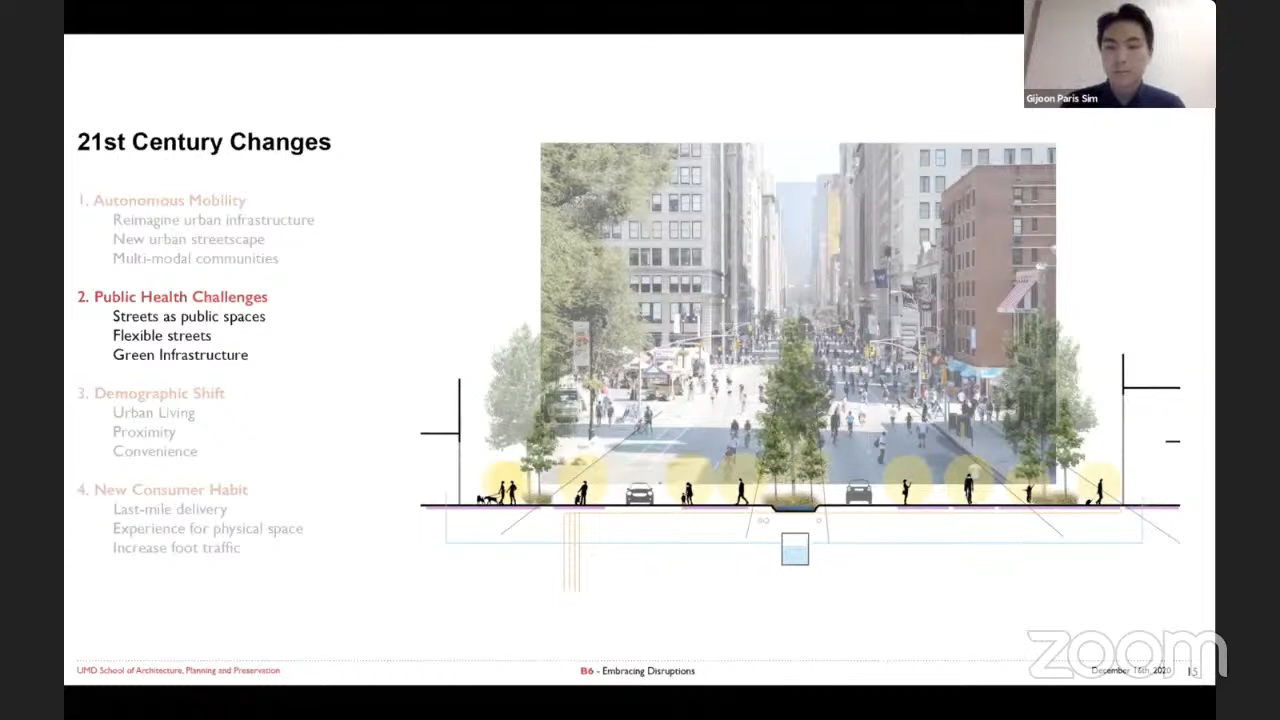 Gijoon Paris Sim
21st Century Changes
1. Autonomous Mobility
Reimagine urban infrastructure
New urban streetscape
Multi-modal communities
2. Public Health Challenges
Streets as public spaces
Flexible streets
Green Infrastructure
3. Demographic Shift
Urban Living
Proximity
Convenience
4. New Consumer Habit
Last-mile delivery
Experience for physical space
Increase foot traffic
UMD School of Architecture, Planning and Preservation
B6 - Embracing Disruptions
December 16th, 2020
15
zoom